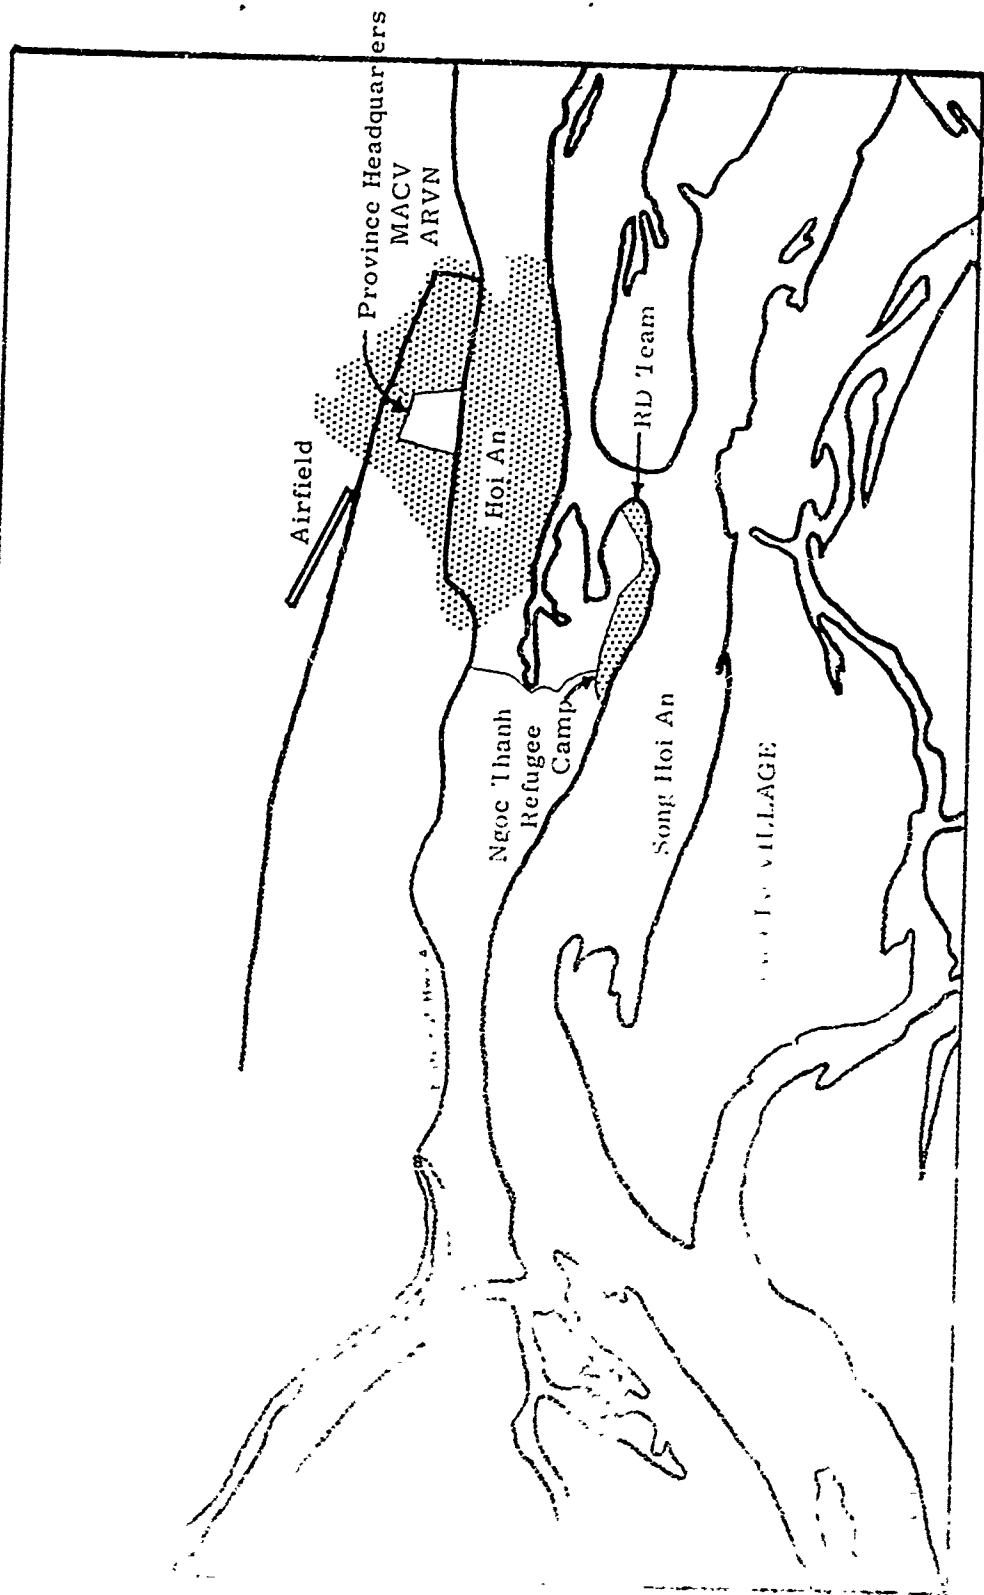 Airfield
Province Headquarters
MACV
ARVN
Hoi An
Ngoc Thanh
Refugee
Camp
RD Team
Song Hoi An
VILLAGE